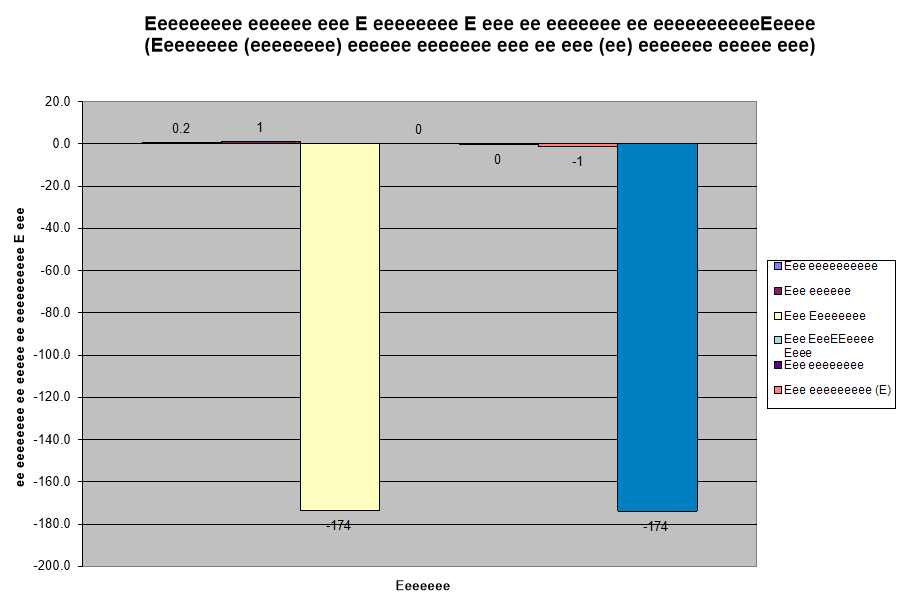 Eeeeeeeee eeeeee eee E eeeeeeee E eee ee eeeeeee ee eeeeeeeeeeEeeee
(Eeeeeeee (eeeeeeee) eeeeee eeeeeee eee ee eee (ee) eeeeeee eeeee eee)
20.0
0.0
-20.0
-40.0
-60.0
-80.0
-100.0
-120.0
-140.0
-160.0
-180.0
-200.0
ee eeeeeeeee ee eeeee ee eeeeeeeeeee E eee
0.2
1
-174
0
0
-1
-174
Eeeeeee
Eee eeeeeeeeee
Eee eeeeee
Eee Eeeeeeee
Eee EeeEEeeee
Eeee
Eee eeeeeeee
Eee eeeeeeeee (E)